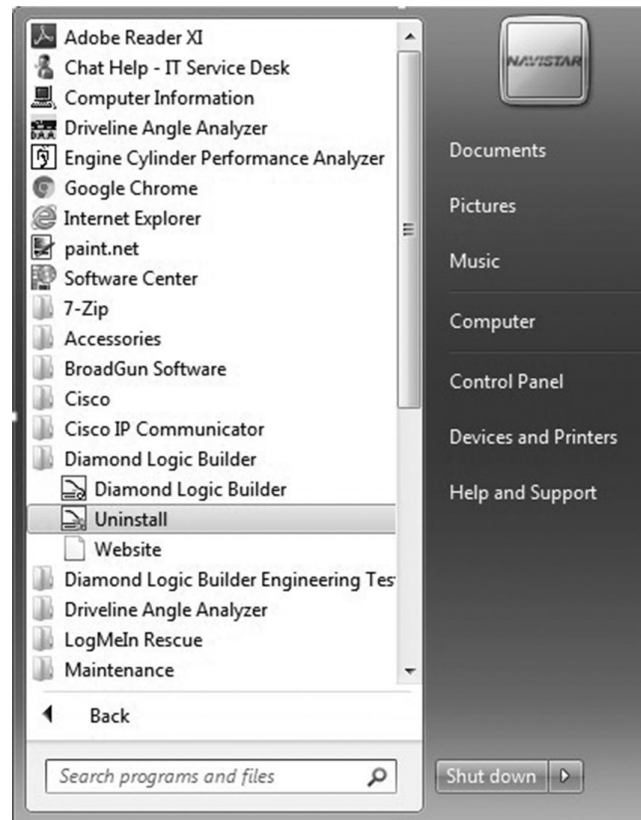 Adobe Reader XI
Chat Help - IT Service Desk
Computer Information
Driveline Angle Analyzer
Engine Cylinder Performance Analyzer
Google Chrome
Internet Explorer
paint.net
Software Center
7-Zip
Accessories
BroadGun Software
Cisco
Cisco IP Communicator
Diamond Logic Builder
Diamond Logic Builder
Uninstall
Website
Diamond Logic Builder Engineering Tes
Driveline Angle Analyzer
LogMeIn Rescue
Maintenance
Back
Search programs and files
NAVISTAR
Documents
Pictures
Music
Computer
Control Panel
Devices and Printers
Help and Support
Shut down